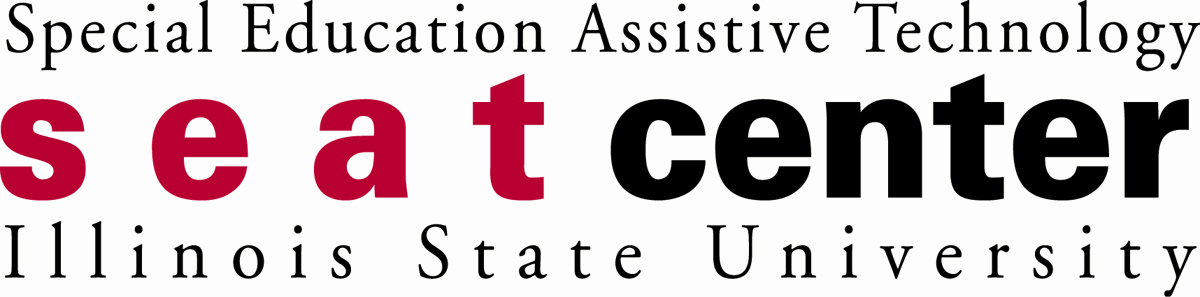 Special Education Assistive Technology
seat center
Illinois State University